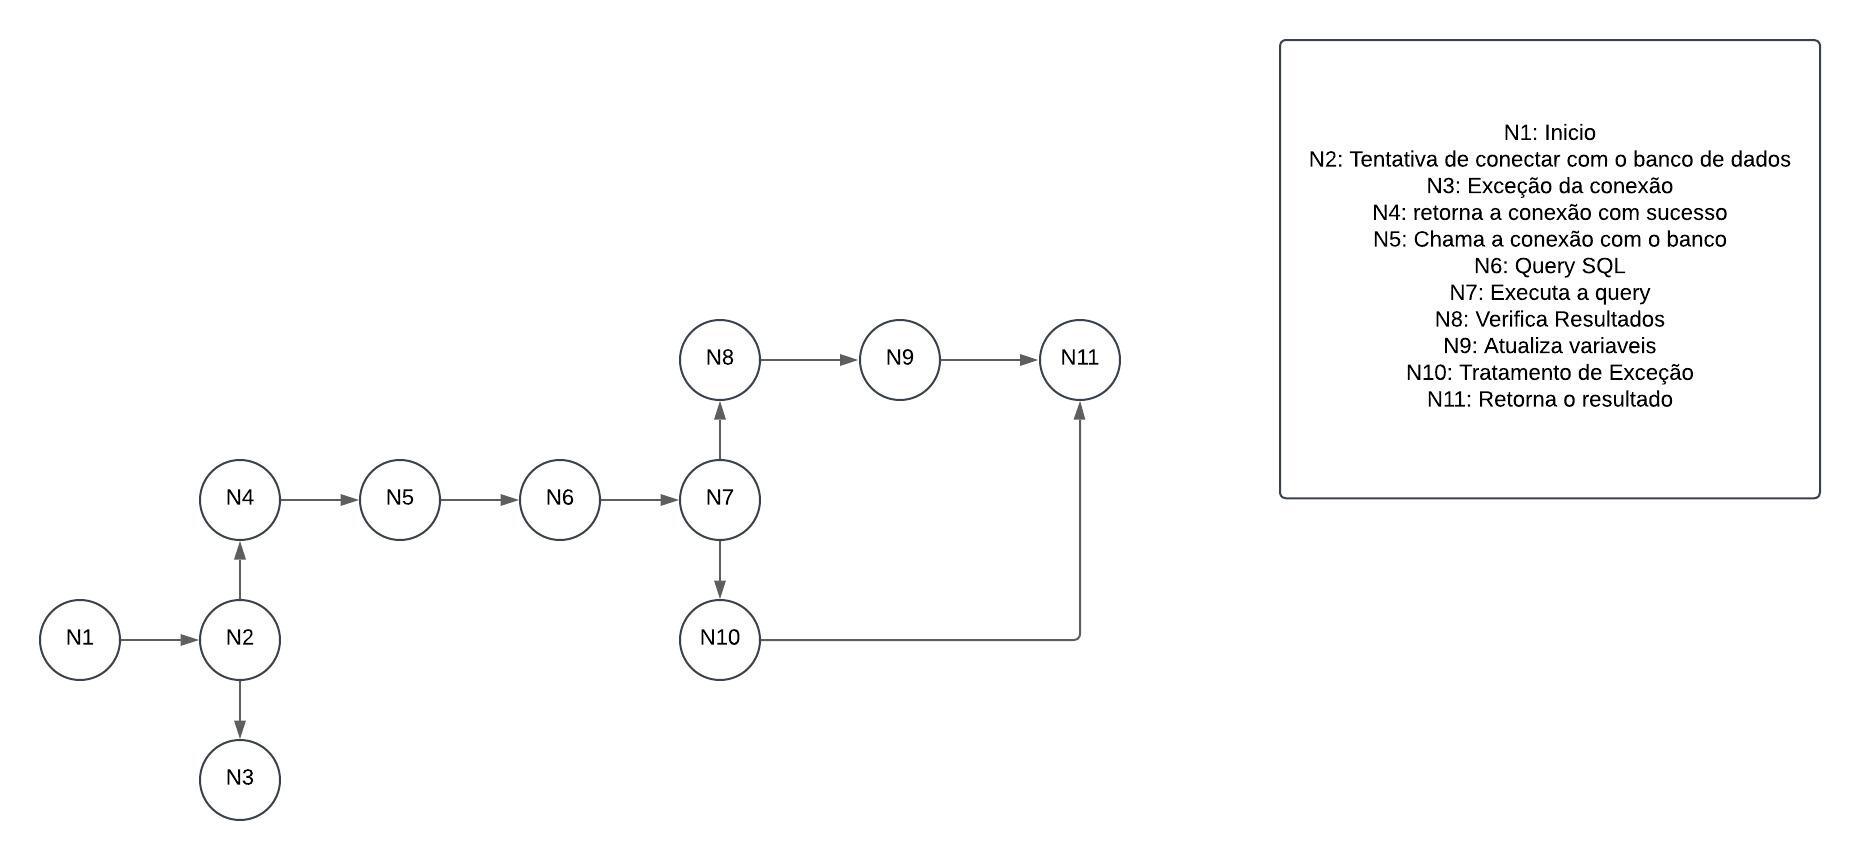 N1: Inicio
N2: Tentativa de conectar com o banco de dados
N3: Exceção da conexão
N4: retorna a conexão com sucesso
N5: Chama a conexão com o banco
N6: Query SQL
N7: Executa a query
N8: Verifica Resultados
N9: Atualiza variaveis
N10: Tratamento de Exceção
N11: Retorna o resultado
N8
N9
N11
N4
N5
N6
N7
N1
N2
N10
N3